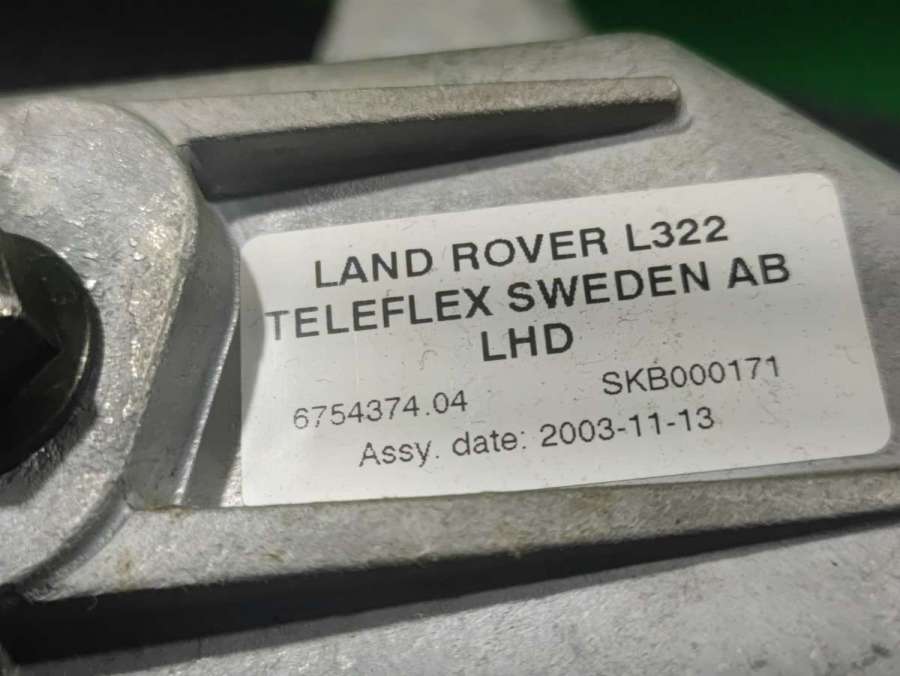 LAND ROVER L322
TELEFLEX SWEDEN AB
LHD
6754374.04 SKB000171
Assy. date: 2003-11-13